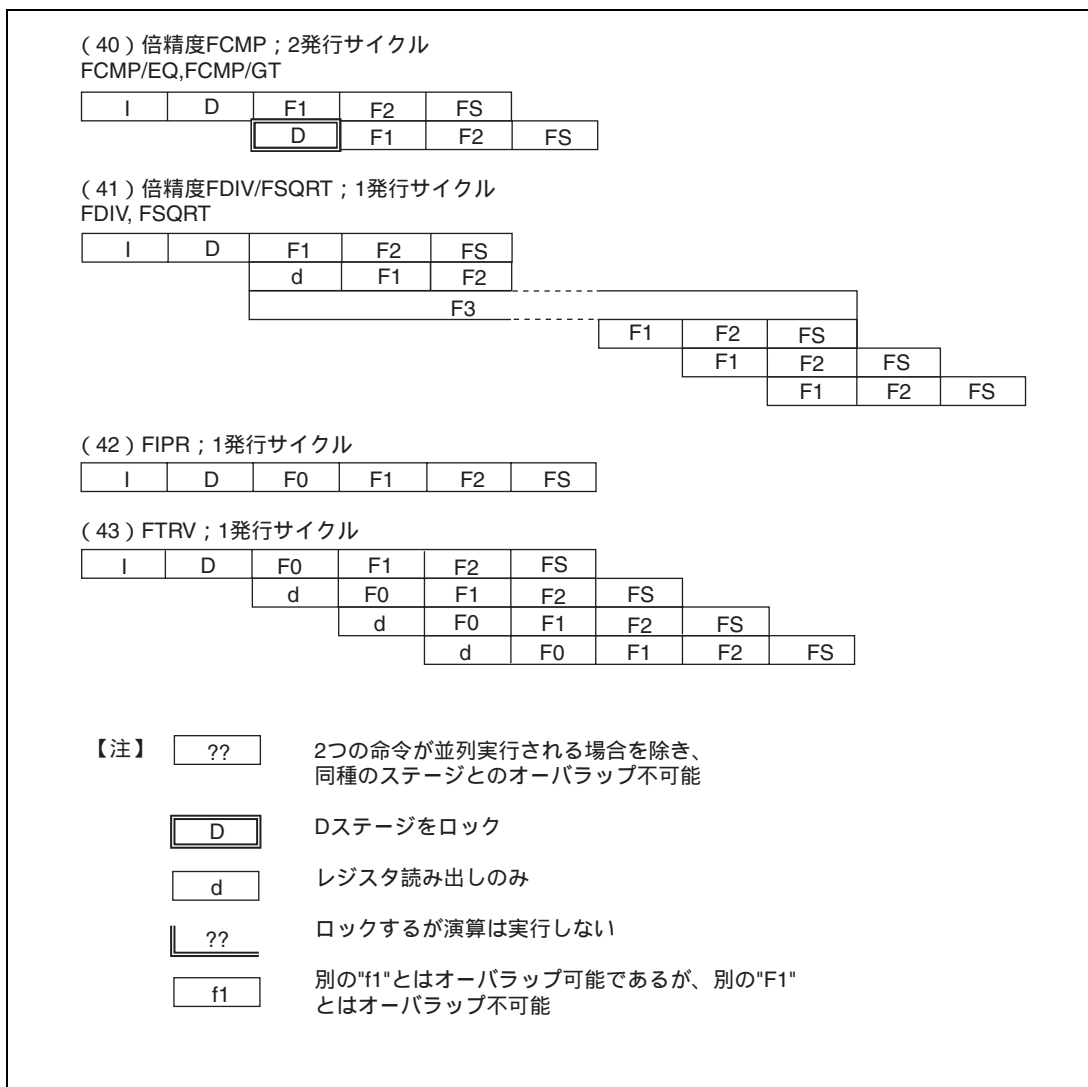 （40）倍精度FCMP；2発行サイクル
FCMP/EQ,FCMP/GT
I D F1 F2 FS
D F1 F2 FS
（41）倍精度FDIV/FSQRT；1発行サイクル
FDIV, FSQRT
I D F1 F2 FS
d F1 F2
F3
F1 F2 FS
F1 F2 FS
F1 F2 FS
（42）FIPR；1発行サイクル
I D F0 F1 F2 FS
（43）FTRV；1発行サイクル
I D F0 F1 F2 FS
d F0 F1 F2 FS
d F0 F1 F2 FS
d F0 F1 F2 FS
【注】 ?? 2つの命令が並列実行される場合を除き、
同種のステージとのオーバラップ不可能
D Dステージをロック
d レジスタ読み出しのみ
?? ロックするが演算は実行しない
f1 別の"f1"とはオーバラップ可能であるが、別の"F1"
とはオーバラップ不可能